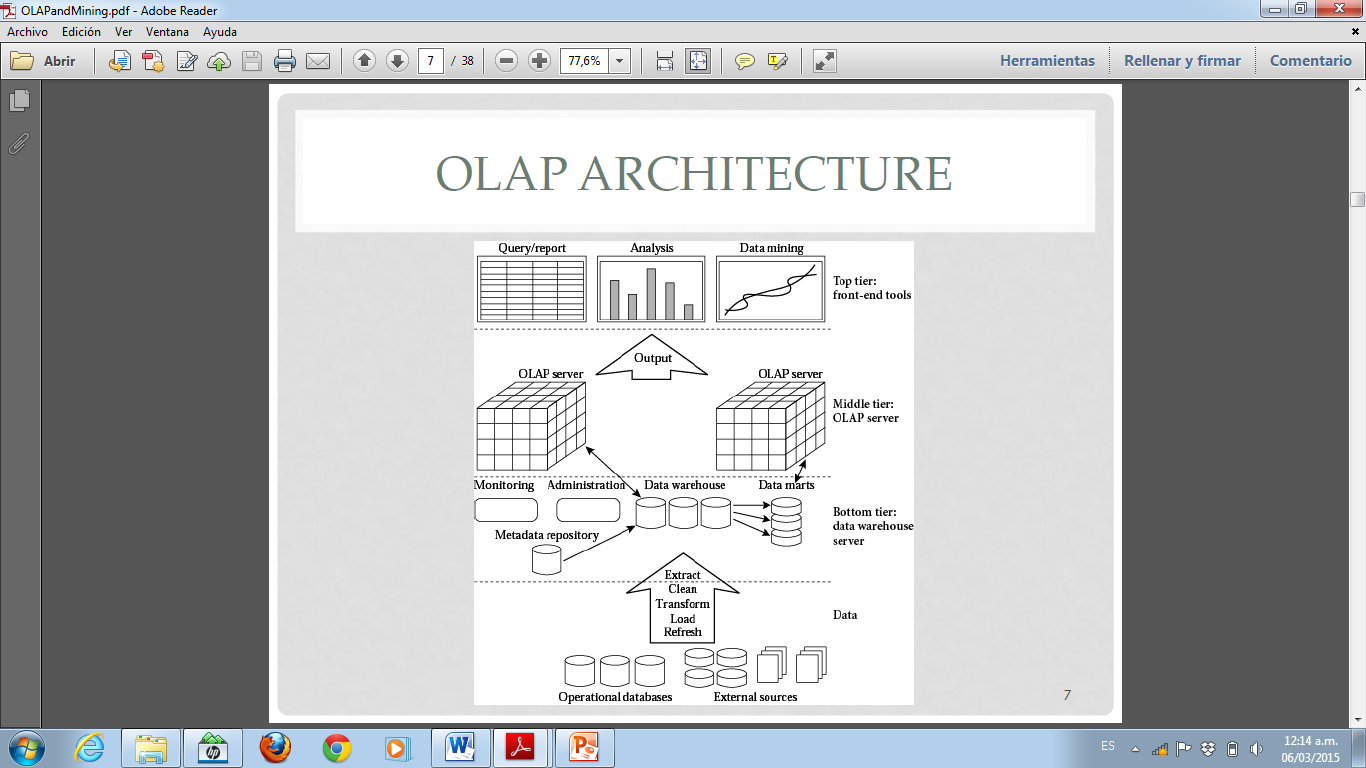 OLAPandMining.pdf - Adobe Reader
Archivo Edición Ver Ventana Ayuda
Abrir 7 / 38 77,6% Herramientas Rellenar y firmar Comentario
OLAP ARCHITECTURE
Query/report Analysis Data mining
Top tier:
front-end tools
Output
OLAP server OLAP server
Middle tier:
OLAP server
Monitoring Administration Data warehouse Data marts
Bottom tier:
data warehouse
server
Metadata repository
Extract
Clean
Transform
Load
Refresh
Data
Operational databases External sources
7
ES 12:14 a.m.
06/03/2015